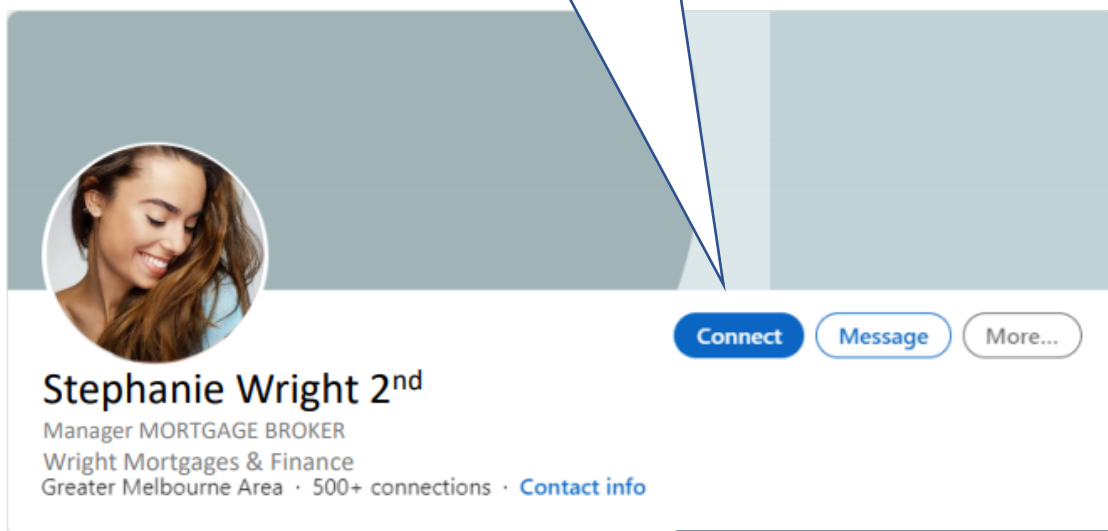 Connect Message More...
Stephanie Wright 2nd
Manager MORTGAGE BROKER
Wright Mortgages & Finance
Greater Melbourne Area · 500+ connections · Contact info